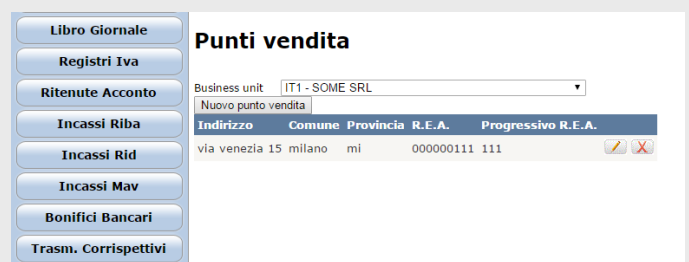 Libro Giornale
Registri Iva
Ritenute Acconto
Incassi Riba
Incassi Rid
Incassi Mav
Bonifici Bancari
Trasm. Corrispettivi
Punti vendita
Business unit IT1 - SOME SRL
Nuovo punto vendita
Indirizzo Comune Provincia R.E.A. Progressivo R.E.A.
via venezia 15 milano mi 000000111 111